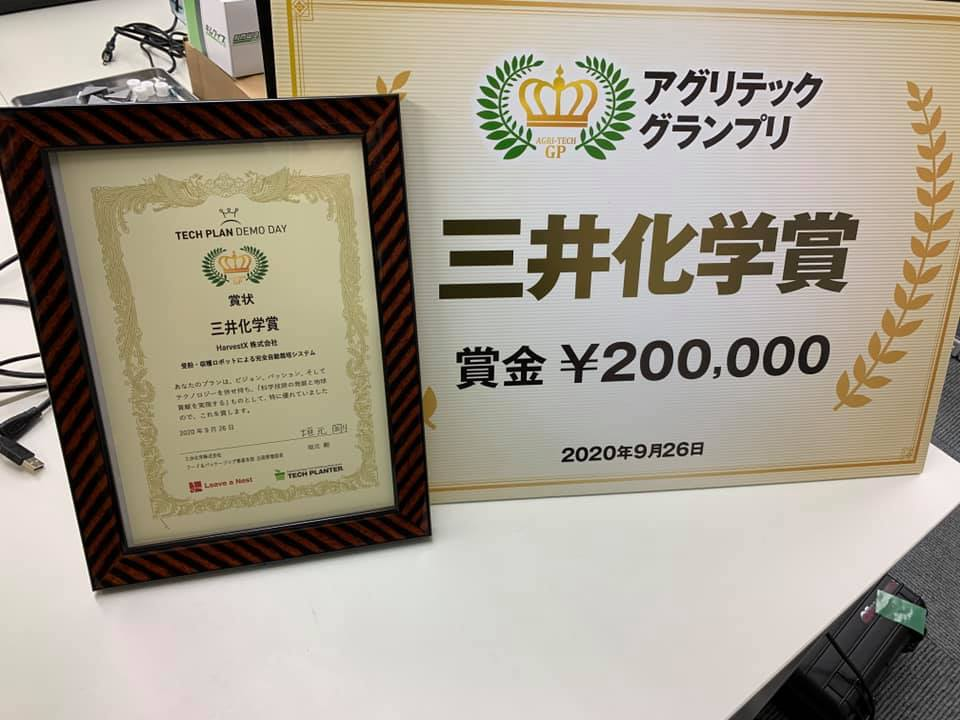 TECH PLAN DEMO DAY
GP
賞状
三井化学賞
HarvestX 株式会社
受粉・収穫ロボットによる完全自動栽培システム
あなたのプランは、ビジョン、パッション、そして
テクノロジーを併せ持ち、「科学技術の発展と地球
貢献を実現する」ものとして、特に優れていました
ので、これを賞します。
2020 年 9 月 26 日
三井化学株式会社
フード&パッケージング事業本部 企画管理部長
Leave a Nest
TECH PLANTER
AGRI-TECH
GP
アグリテック
グランプリ
三井化学賞
賞金 ¥200,000
2020年9月26日